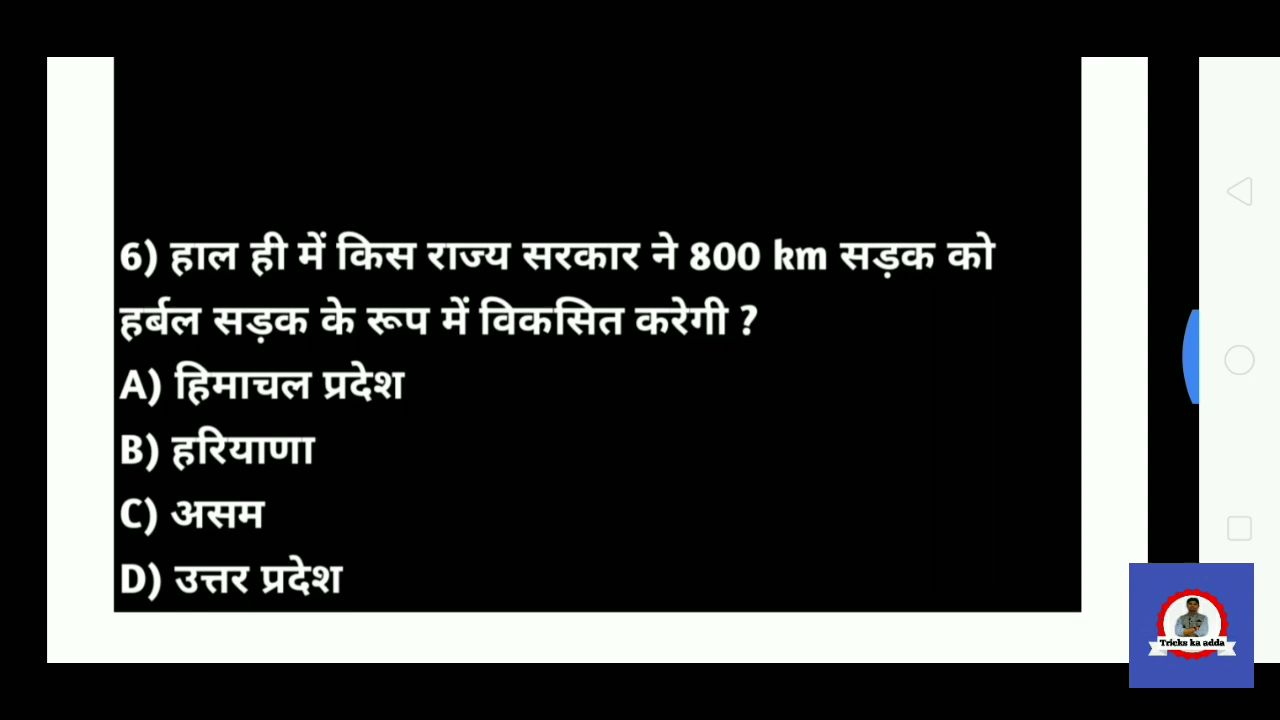 6) हाल ही में किस राज्य सरकार ने 800 km सड़क को
हर्बल सड़क के रूप में विकसित करेगी ?
A) हिमाचल प्रदेश
B) हरियाणा
C) असम
D) उत्तर प्रदेश
Tricks ka adda